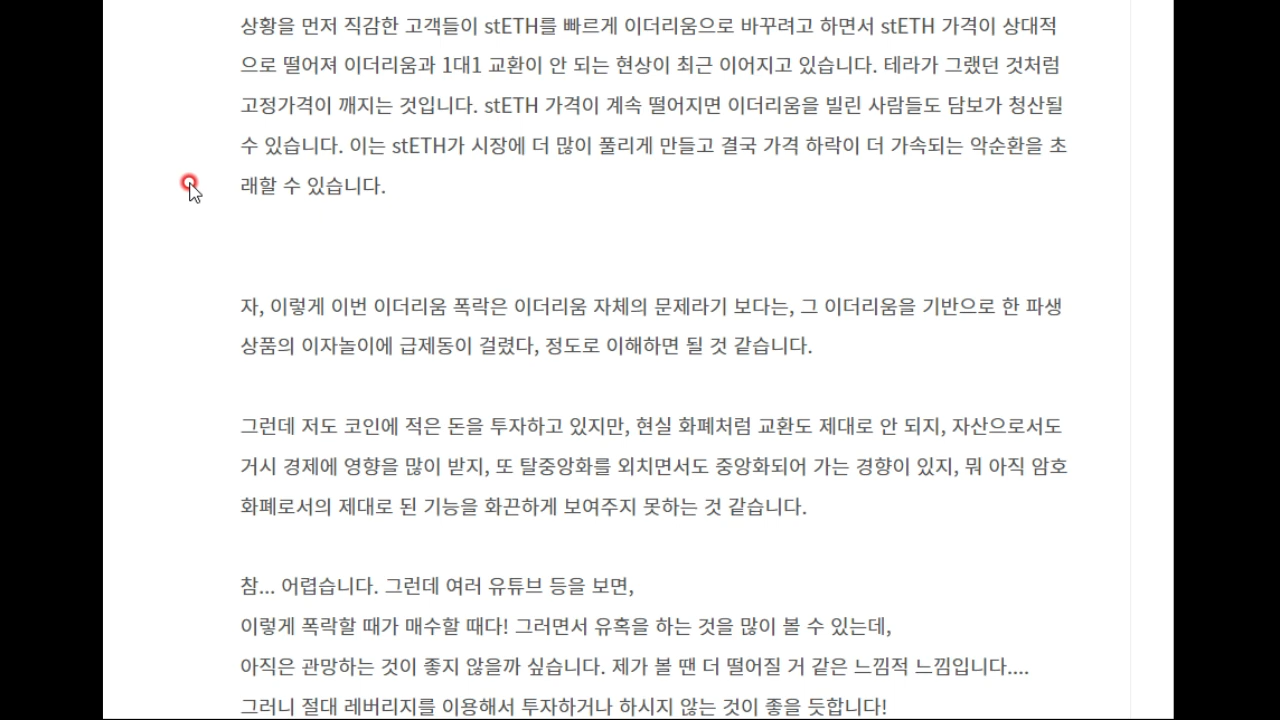 상황을 먼저 직감한 고객들이 stETH를 빠르게 이더리움으로 바꾸려고 하면서 stETH 가격이 상대적
으로 떨어져 이더리움과 1대1 교환이 안 되는 현상이 최근 이어지고 있습니다. 테라가 그랬던 것처럼
고정가격이 깨지는 것입니다. stETH 가격이 계속 떨어지면 이더리움을 빌린 사람들도 담보가 청산될
수 있습니다. 이는 stETH가 시장에 더 많이 풀리게 만들고 결국 가격 하락이 더 가속되는 악순환을 초
래할 수 있습니다.
자, 이렇게 이번 이더리움 폭락은 이더리움 자체의 문제라기 보다는, 그 이더리움을 기반으로 한 파생
상품의 이자놀이에 급제동이 걸렸다, 정도로 이해하면 될 것 같습니다.
그런데 저도 코인에 적은 돈을 투자하고 있지만, 현실 화폐처럼 교환도 제대로 안 되지, 자산으로서도
거시 경제에 영향을 많이 받지, 또 탈중앙화를 외치면서도 중앙화되어 가는 경향이 있지, 뭐 아직 암호
화폐로서의 제대로 된 기능을 화끈하게 보여주지 못하는 것 같습니다.
참... 어렵습니다. 그런데 여러 유튜브 등을 보면,
이렇게 폭락할 때가 매수할 때다! 그러면서 유혹을 하는 것을 많이 볼 수 있는데,
아직은 관망하는 것이 좋지 않을까 싶습니다. 제가 볼 땐 더 떨어질 거 같은 느낌적 느낌입니다....
그러니 절대 레버리지를 이용해서 투자하거나 하시지 않는 것이 좋을 듯합니다!